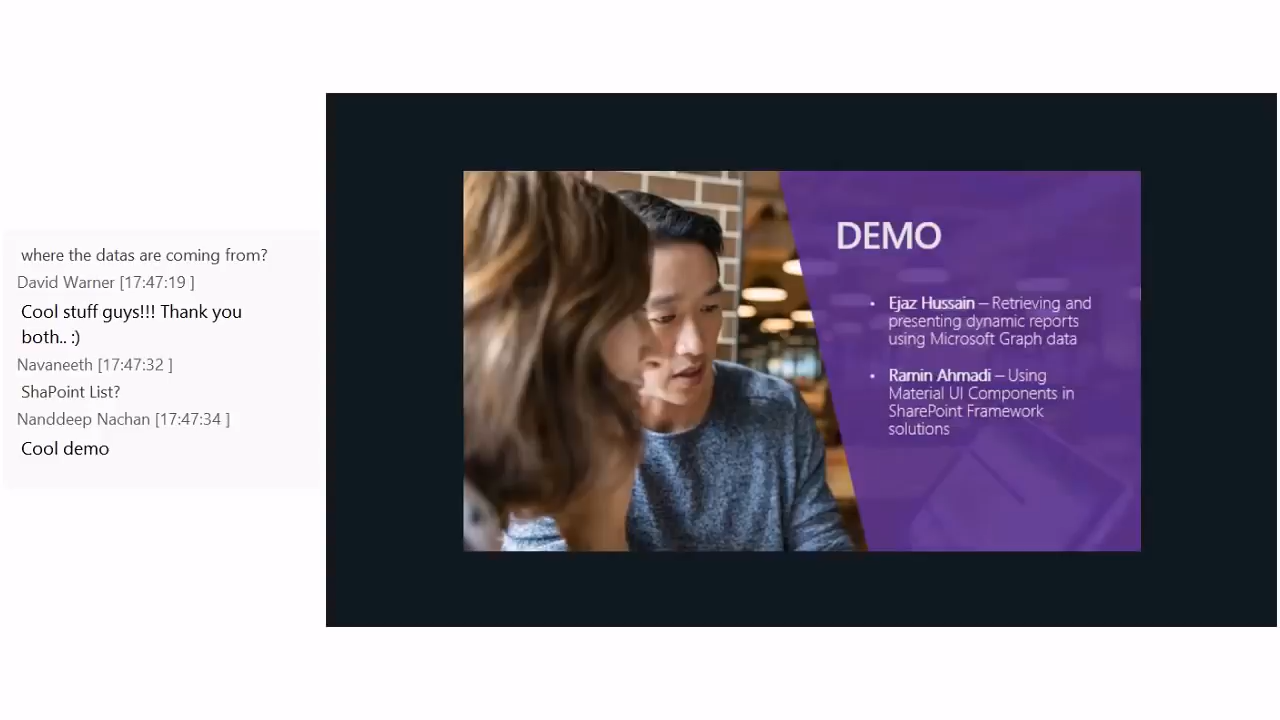 where the datas are coming from?
David Warner [17:47:19 ]
Cool stuff guys!!! Thank you
both.. :)
Navaneeth [17:47:32 ]
ShaPoint List?
Nanddeep Nachan [17:47:34 ]
Cool demo
DEMO
• Ejaz Hussain – Retrieving and
presenting dynamic reports
using Microsoft Graph data
• Ramin Ahmadi – Using
Material UI Components in
SharePoint Framework
solutions